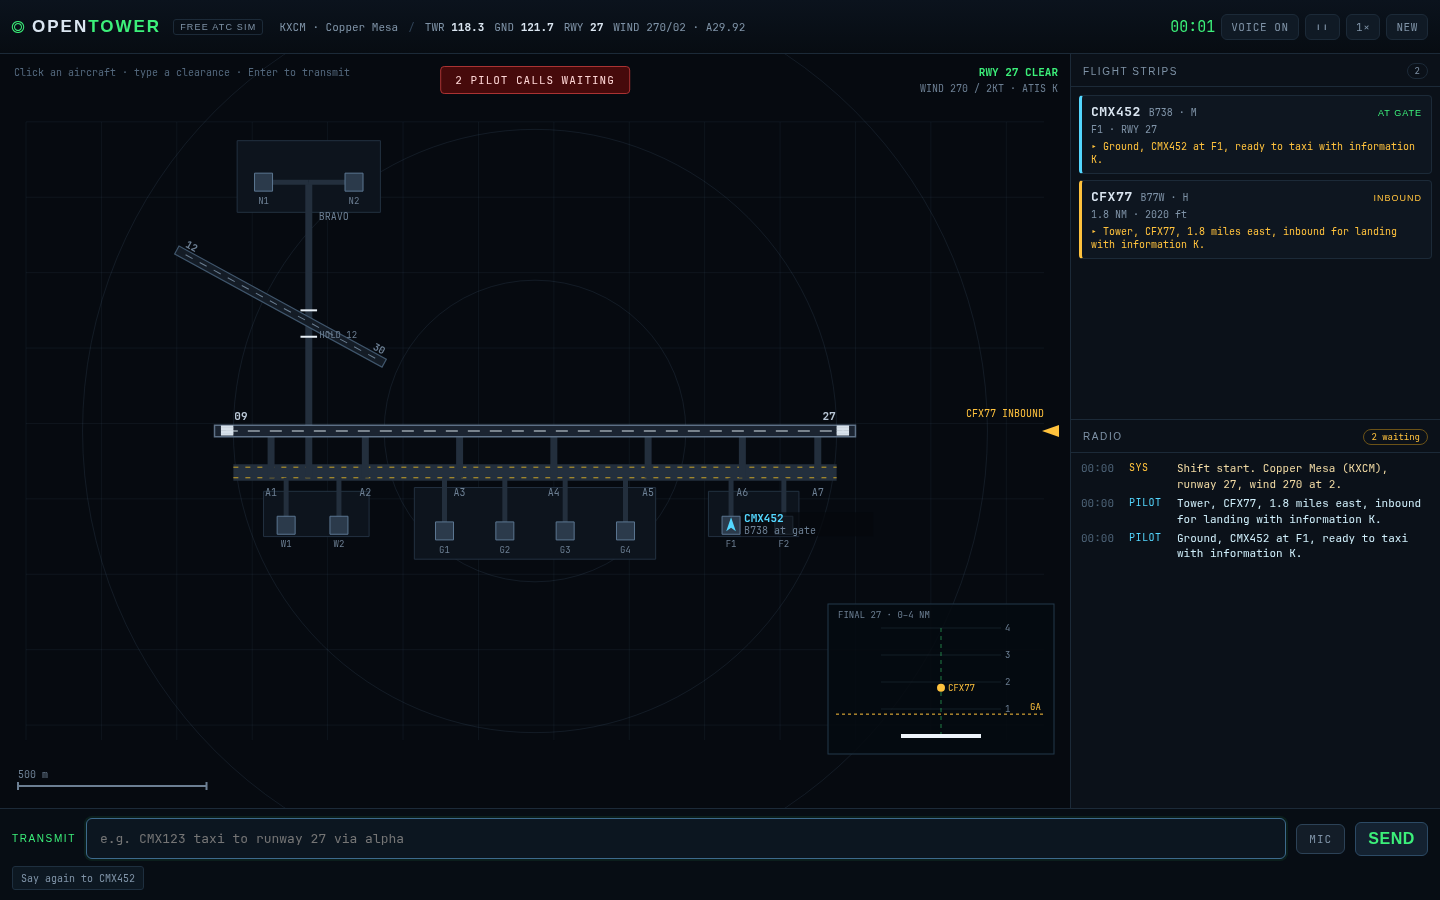 OPENTOWER FREE ATC SIM KXCM · Copper Mesa / TWR 118.3 GND 121.7 RWY 27 WIND 270/02 · A29.92 00:01 VOICE ON 1× NEW
Click an aircraft · type a clearance · Enter to transmit
2 PILOT CALLS WAITING
RWY 27 CLEAR
WIND 270 / 2KT · ATIS K
N1 N2
BRAVO
12
HOLD 12
30
09 27
CFX77 INBOUND
A1 A2 A3 A4 A5 A6 A7
CMX452
B738 at gate
W1 W2 G1 G2 G3 G4 F1 F2
FINAL 27 · 0–4 NM
4
3
2
CFX77
1
GA
500 m
FLIGHT STRIPS 2
CMX452 B738 · M AT GATE
F1 · RWY 27
▸ Ground, CMX452 at F1, ready to taxi with information
K.
CFX77 B77W · H INBOUND
1.8 NM · 2020 ft
▸ Tower, CFX77, 1.8 miles east, inbound for landing
with information K.
RADIO 2 waiting
00:00 SYS Shift start. Copper Mesa (KXCM),
runway 27, wind 270 at 2.
00:00 PILOT Tower, CFX77, 1.8 miles east, inbound
for landing with information K.
00:00 PILOT Ground, CMX452 at F1, ready to taxi
with information K.
TRANSMIT e.g. CMX123 taxi to runway 27 via alpha MIC SEND
Say again to CMX452